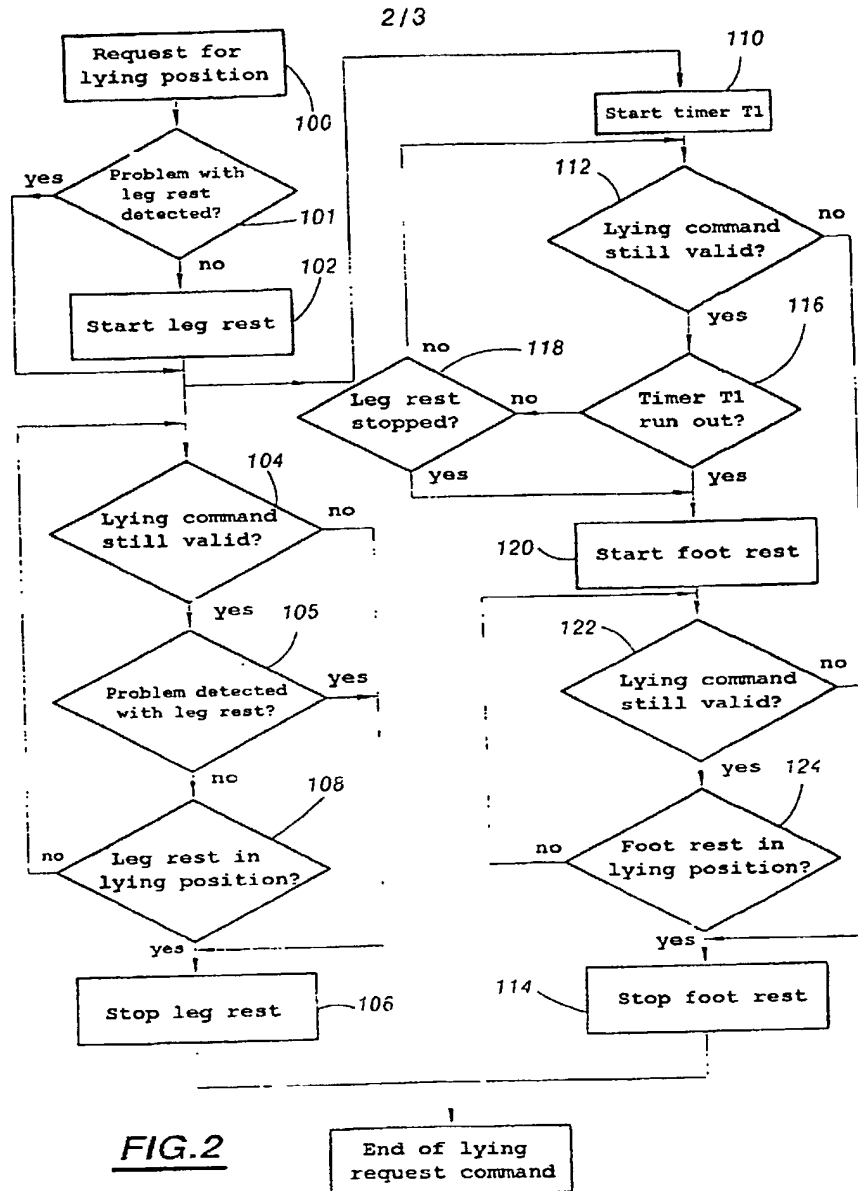 2/3
Request for
lying position
100
yes
Problem with
leg rest
detected?
101
no
102
Start leg rest
104
Lying command
still valid?
no
yes
105
Problem detected
with leg rest?
yes
no
108
Leg rest in
lying position?
no
yes
Stop leg rest
106
110
Start timer T1
112
Lying command
still valid?
no
yes
116
Timer T1
run out?
no
yes
118
Leg rest
stopped?
no
yes
120
Start foot rest
122
Lying command
still valid?
no
yes
124
Foot rest in
lying position?
no
yes
114
Stop foot rest
End of lying
request command
FIG.2